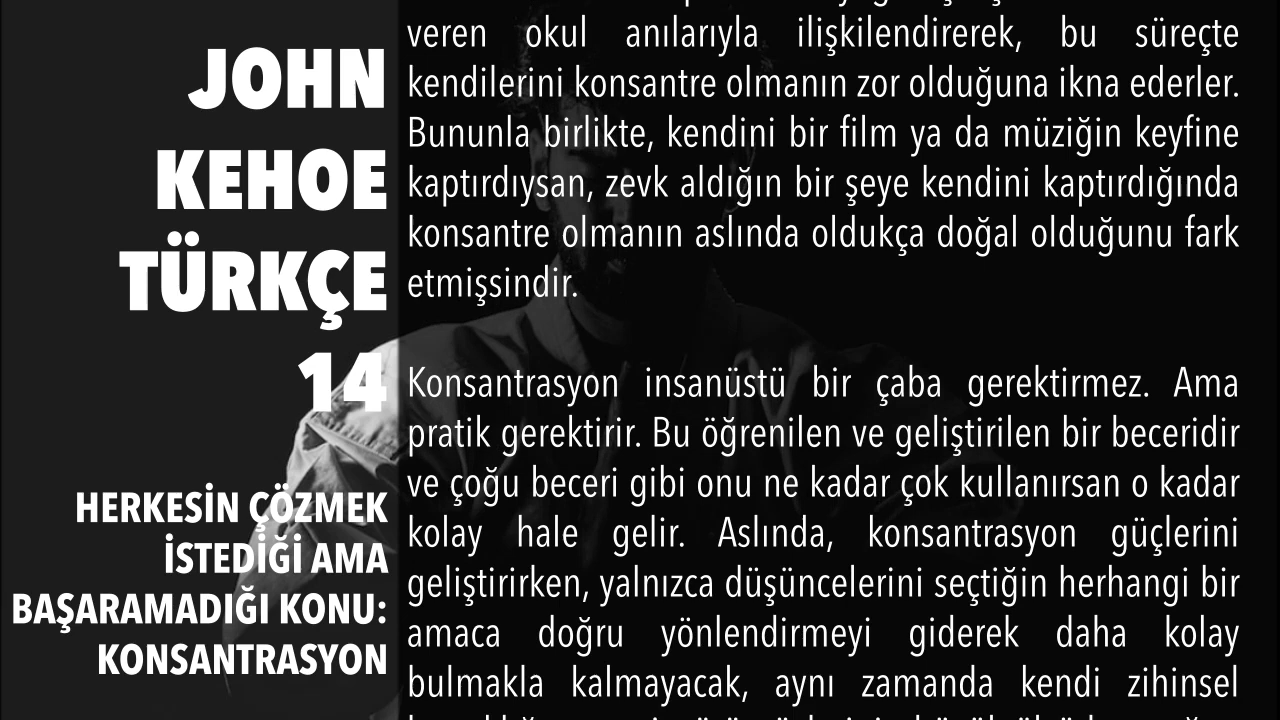 JOHN
KEHOE
TÜRKÇE
14
HERKESİN ÇÖZMEK
İSTEDİĞİ AMA
BAŞARAMADIĞI KONU:
KONSANTRASYON
veren okul anılarıyla ilişkilendirerek, bu süreçte
kendilerini konsantre olmanın zor olduğuna ikna ederler.
Bununla birlikte, kendini bir film ya da müziğin keyfine
kaptırdıysan, zevk aldığın bir şeye kendini kaptırdığında
konsantre olmanın aslında oldukça doğal olduğunu fark
etmişsindir.
Konsantrasyon insanüstü bir çaba gerektirmez. Ama
pratik gerektirir. Bu öğrenilen ve geliştirilen bir beceridir
ve çoğu beceri gibi onu ne kadar çok kullanırsan o kadar
kolay hale gelir. Aslında, konsantrasyon güçlerini
geliştirirken, yalnızca düşüncelerini seçtiğin herhangi bir
amaca doğru yönlendirmeyi giderek daha kolay
bulmakla kalmayacak, aynı zamanda kendi zihinsel